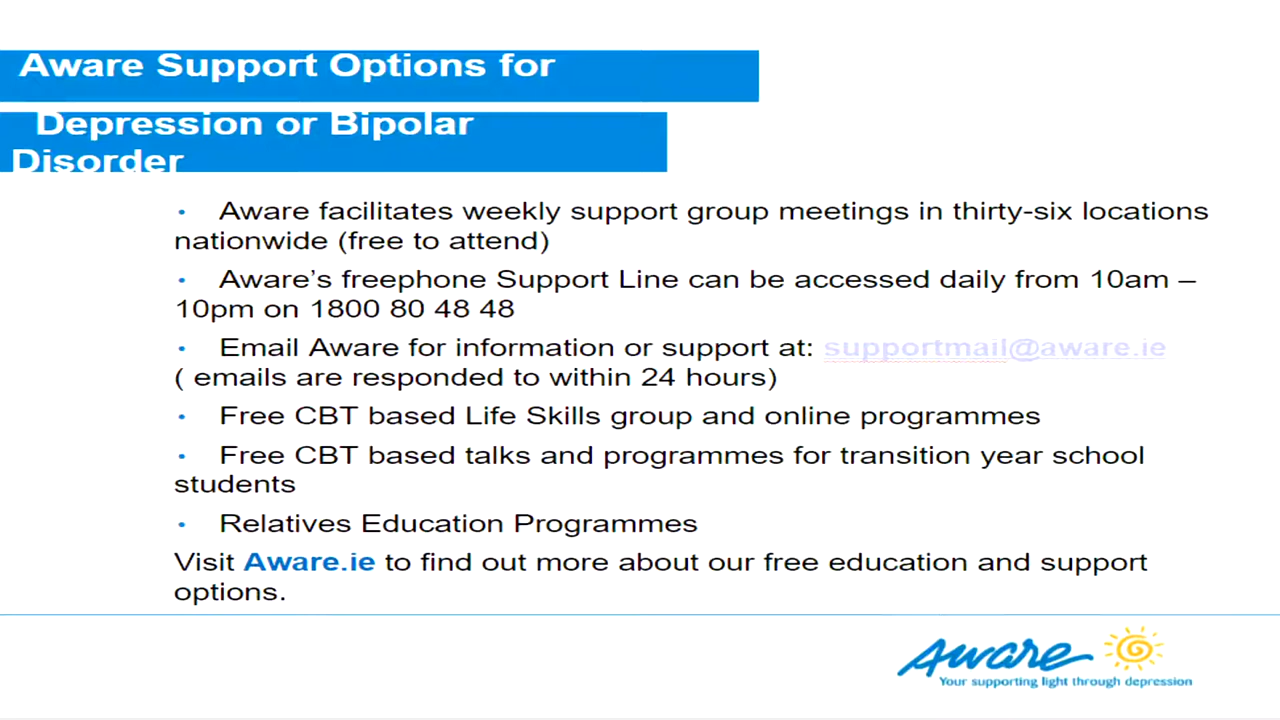 Aware Support Options for
Depression or Bipolar
Disorder
• Aware facilitates weekly support group meetings in thirty-six locations
nationwide (free to attend)
• Aware’s freephone Support Line can be accessed daily from 10am –
10pm on 1800 80 48 48
• Email Aware for information or support at: supportmail@aware.ie
( emails are responded to within 24 hours)
• Free CBT based Life Skills group and online programmes
• Free CBT based talks and programmes for transition year school
students
• Relatives Education Programmes
Visit Aware.ie to find out more about our free education and support
options.
Aware
Your supporting light through depression